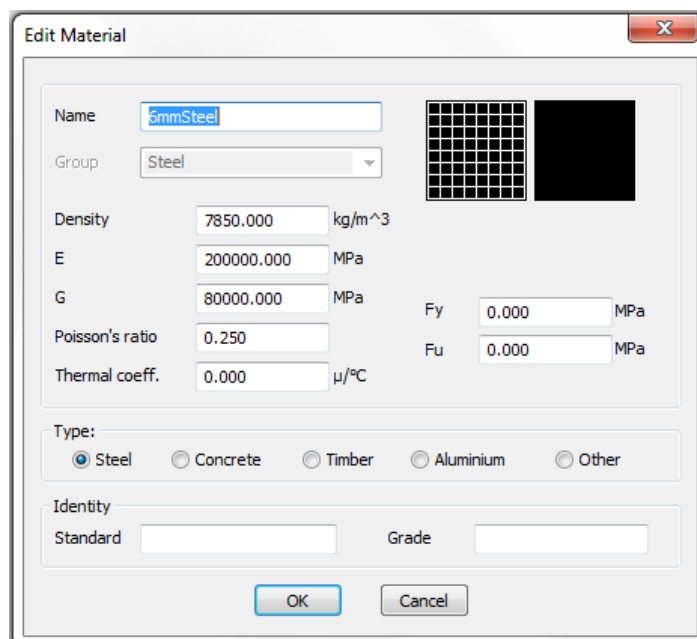 Edit Material
Name 6mmSteel
Group Steel
Density 7850.000 kg/m^3
E 200000.000 MPa
G 80000.000 MPa
Fy 0.000 MPa
Poisson's ratio 0.250
Fu 0.000 MPa
Thermal coeff. 0.000 µ/°C
Type:
Steel Concrete Timber Aluminium Other
Identity
Standard Grade
OK Cancel